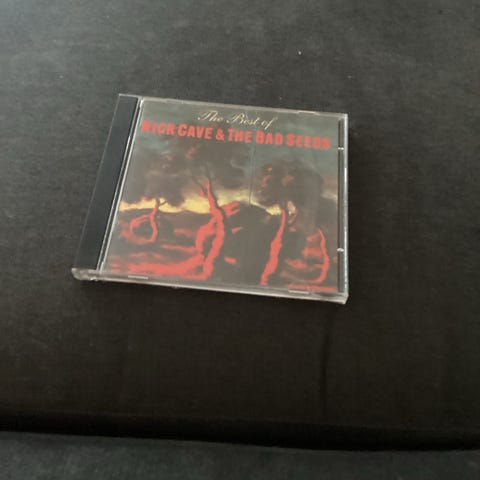 The Best of
NICK CAVE & THE BAD SEEDS